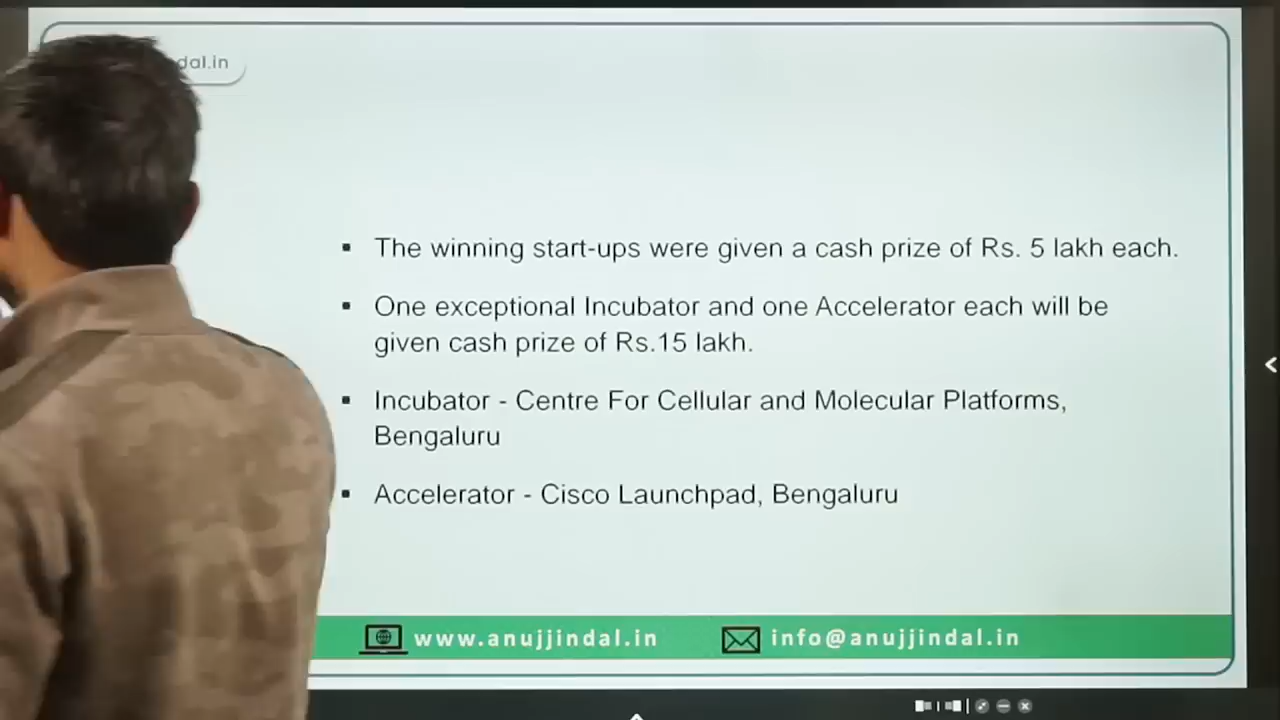 dal.in
▪ The winning start-ups were given a cash prize of Rs. 5 lakh each.
▪ One exceptional Incubator and one Accelerator each will be
given cash prize of Rs.15 lakh.
▪ Incubator - Centre For Cellular and Molecular Platforms,
Bengaluru
▪ Accelerator - Cisco Launchpad, Bengaluru
www.anujjindal.in info@anujjindal.in